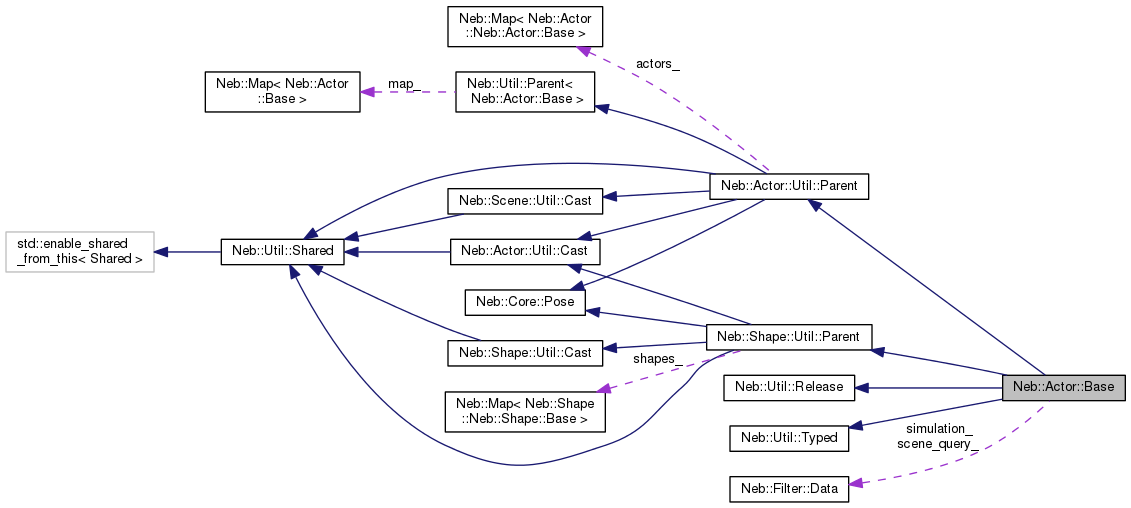 Neb::Map< Neb::Actor
::Neb::Actor::Base >
actors_
Neb::Map< Neb::Actor
::Base >
map_
Neb::Util::Parent<
Neb::Actor::Base >
Neb::Actor::Util::Parent
Neb::Scene::Util::Cast
std::enable_shared
_from_this< Shared >
Neb::Util::Shared
Neb::Actor::Util::Cast
Neb::Core::Pose
Neb::Shape::Util::Parent
Neb::Shape::Util::Cast
shapes_
Neb::Util::Release
Neb::Actor::Base
Neb::Map< Neb::Shape
::Neb::Shape::Base >
Neb::Util::Typed
simulation_
scene_query_
Neb::Filter::Data